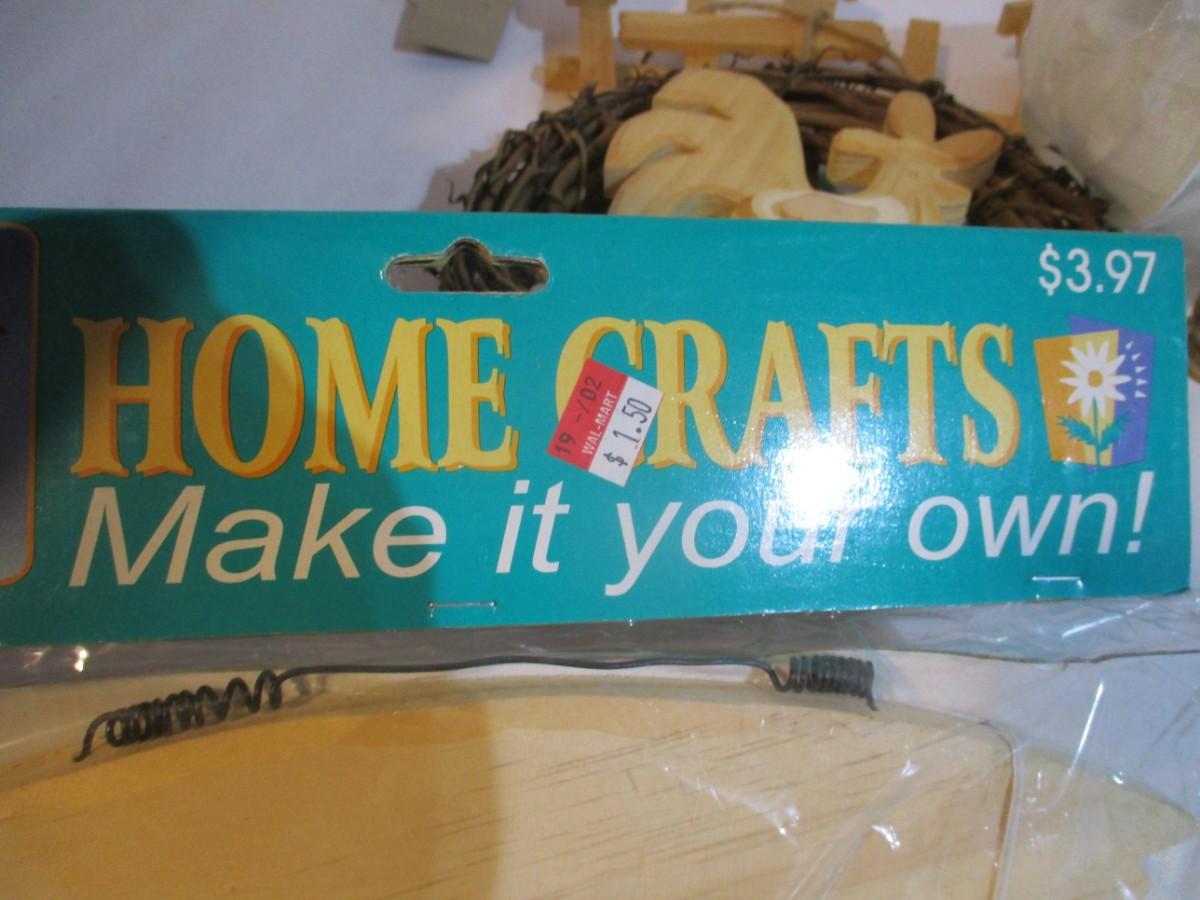 $3.97
HOME CRAFTS
19 -/02
WAL-MART
$ 1.50
Make it your own!